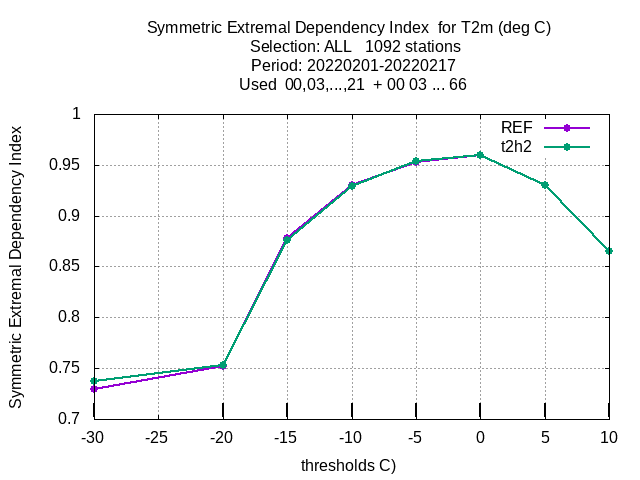 Symmetric Extremal Dependency Index  for T2m (deg C)
Selection: ALL   1092 stations
Period: 20220201-20220217
Used  00,03,...,21  + 00 03 ... 66
Symmetric Extremal Dependency Index
1
0.95
0.9
0.85
0.8
0.75
0.7
REF
t2h2
-30 -25 -20 -15 -10 -5 0 5 10
thresholds C)